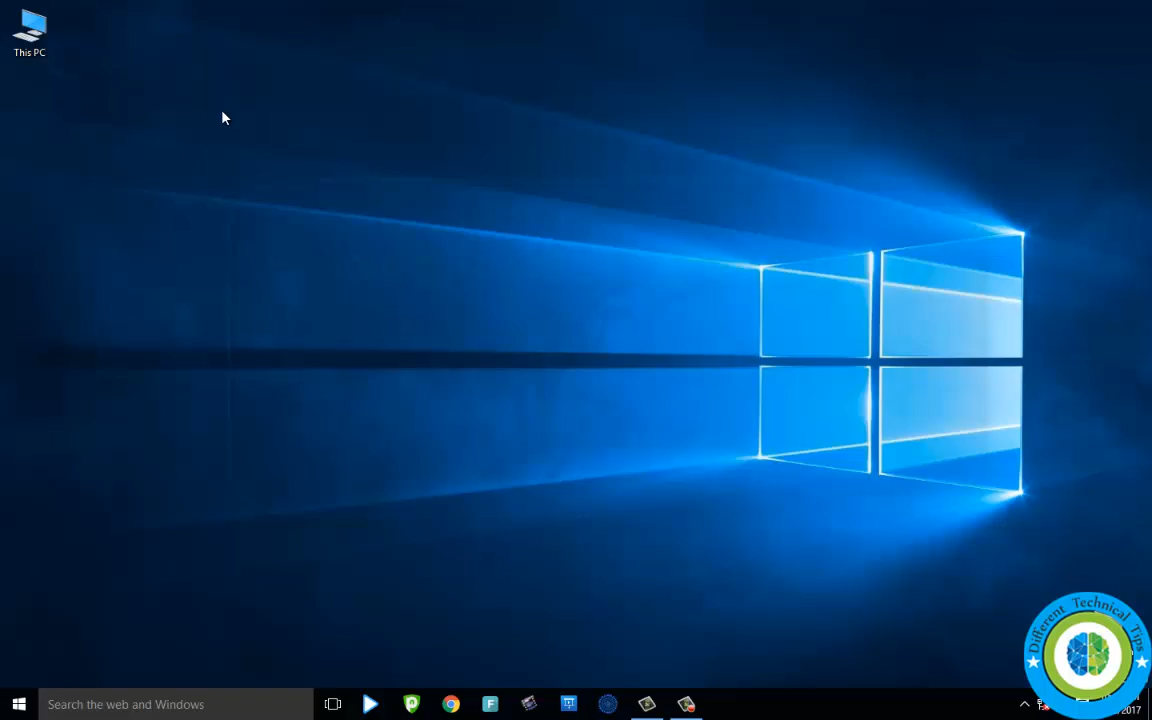 This PC
Different Technical Tips
Search the web and Windows
F
2017